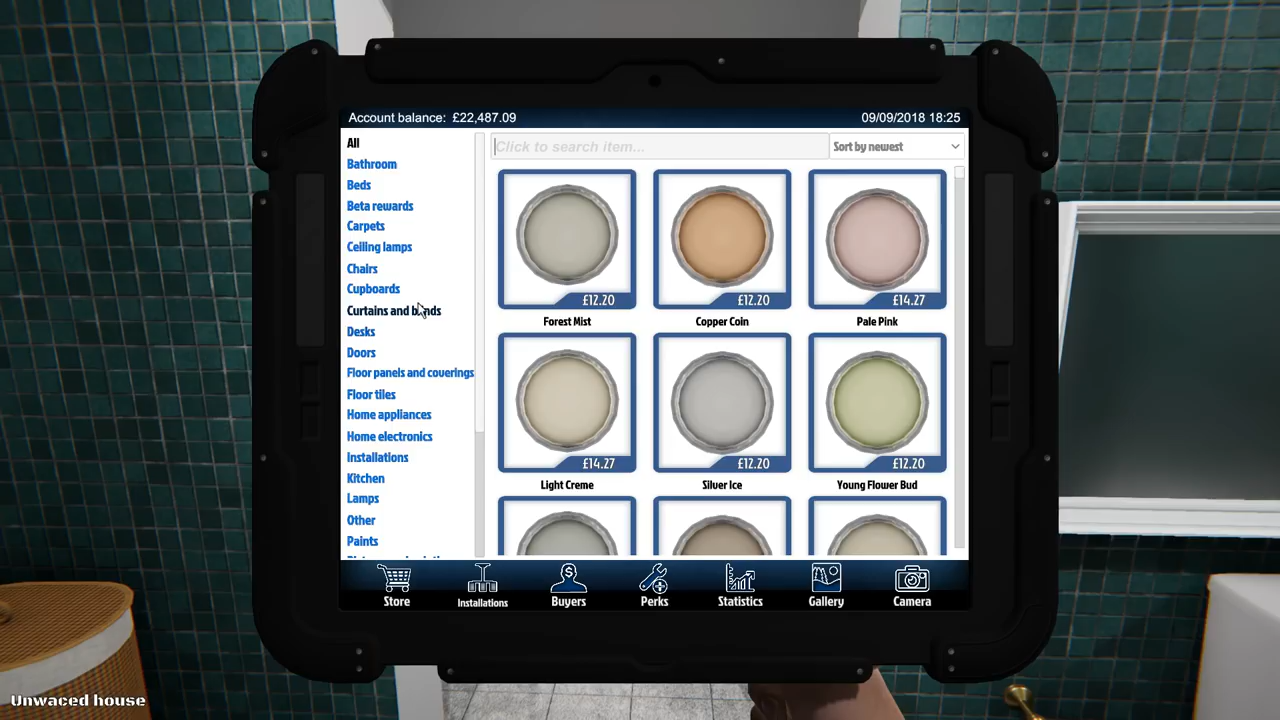 Account balance: £22,487.09
09/09/2018 18:25
All
Bathroom
Beds
Beta rewards
Carpets
Ceiling lamps
Chairs
Cupboards
Curtains and blinds
Desks
Doors
Floor panels and coverings
Floor tiles
Home appliances
Home electronics
Installations
Kitchen
Lamps
Other
Paints
Click to search item...
Sort by newest
£12.20
£12.20
£14.27
Forest Mist
Copper Coin
Pale Pink
£14.27
£12.20
£12.20
Light Creme
Silver Ice
Young Flower Bud
Store
Installations
Buyers
Perks
Statistics
Gallery
Camera
Unwaced house